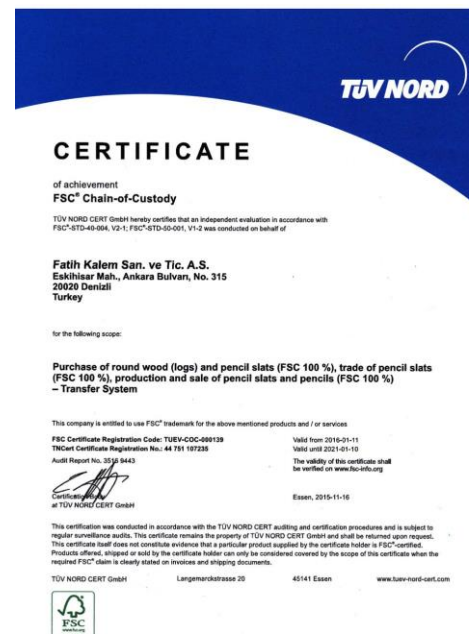 TÜV NORD
CERTIFICATE
of achievement
FSC® Chain-of-Custody
TÜV NORD CERT GmbH hereby certifies that an independent evaluation in accordance with
FSC®-STD-40-004, V2-1; FSC®-STD-50-001, V1-2 was conducted on behalf of
Fatih Kalem San. ve Tic. A.S.
Eskihisar Mah., Ankara Bulvarı, No. 315
20020 Denizli
Turkey
for the following scope:
Purchase of round wood (logs) and pencil slats (FSC 100 %), trade of pencil slats
(FSC 100 %), production and sale of pencil slats and pencils (FSC 100 %)
– Transfer System
This company is entitled to use FSC® trademark for the above mentioned products and / or services
FSC Certificate Registration Code: TUEV-COC-000139
Valid from 2016-01-11
TNCert Certificate Registration No.: 44 751 107235
Valid until 2021-01-10
Audit Report No. 3515 9443
The validity of this certificate shall
be verified on www.fsc-info.org
Certification Body
at TÜV NORD CERT GmbH
Essen, 2015-11-16
This certification was conducted in accordance with the TÜV NORD CERT auditing and certification procedures and is subject to
regular surveillance audits. This certificate remains the property of TÜV NORD CERT GmbH and shall be returned upon request.
This certificate itself does not constitute evidence that a particular product supplied by the certificate holder is FSC®-certified.
Products offered, shipped or sold by the certificate holder can only be considered covered by the scope of this certificate when the
required FSC® claim is clearly stated on invoices and shipping documents.
TÜV NORD CERT GmbH
Langemarckstrasse 20
45141 Essen
www.tuev-nord-cert.com
FSC